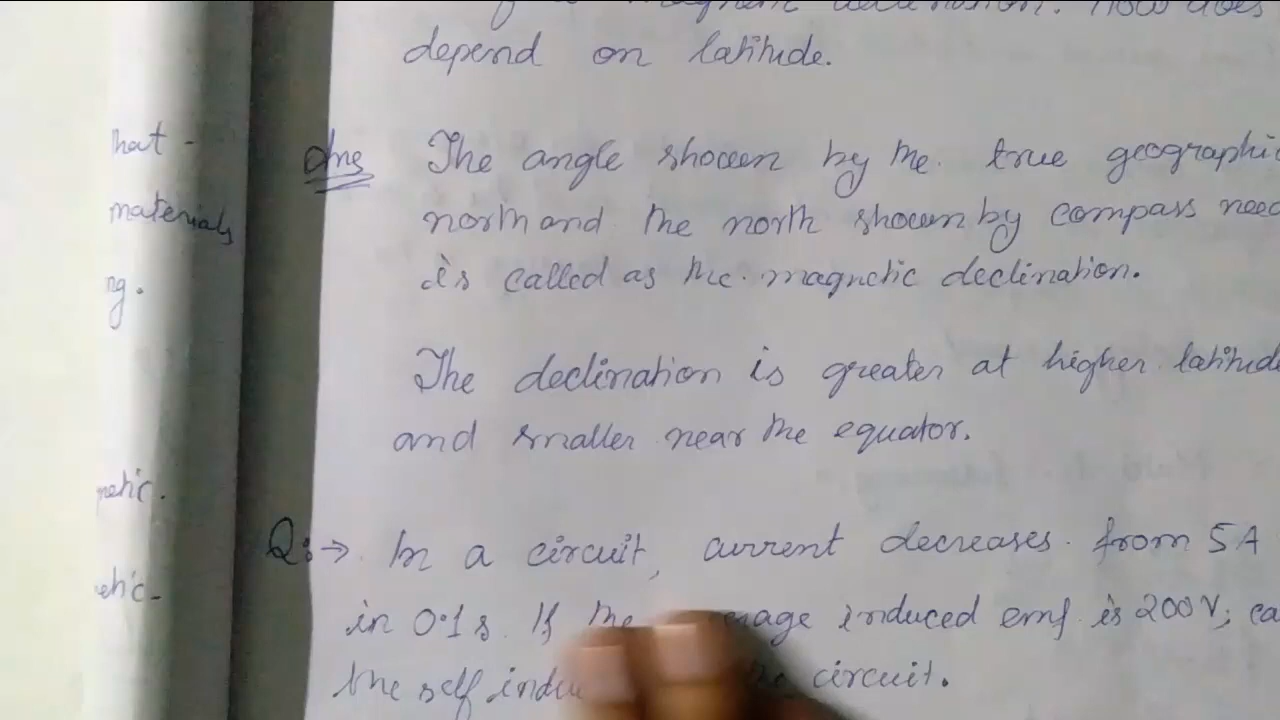 depend on latitude.
that -
materials
ng.
netic.
etic-
Ans The angle shown by the true geographic
north and the north shown by compass need
is called as the magnetic declination.
The declination is greater at higher latitude
and smaller near the equator.
Q:→ In a circuit, current decreases from 5A
in 0.1s. If the rage induced emf is 200V; ca
the self indu circuit.